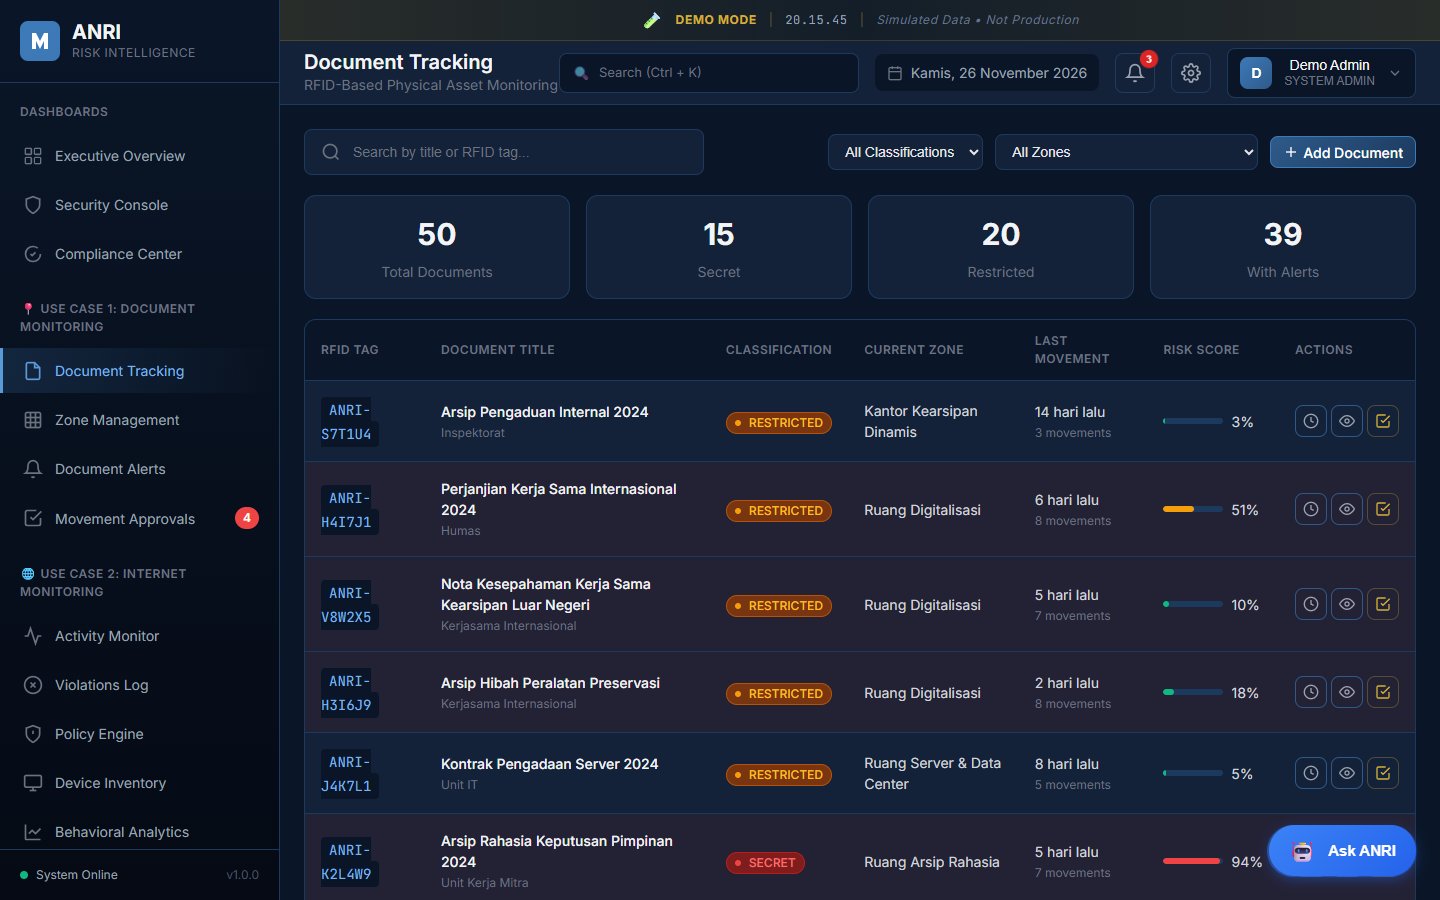 M
ANRI
RISK INTELLIGENCE
DASHBOARDS
Executive Overview
Security Console
Compliance Center
USE CASE 1: DOCUMENT
MONITORING
Document Tracking
Zone Management
Document Alerts
Movement Approvals
4
USE CASE 2: INTERNET
MONITORING
Activity Monitor
Violations Log
Policy Engine
Device Inventory
Behavioral Analytics
System Online
v1.0.0
DEMO MODE
20.15.45
Simulated Data • Not Production
Document Tracking
RFID-Based Physical Asset Monitoring
Search (Ctrl + K)
Kamis, 26 November 2026
3
D
Demo Admin
SYSTEM ADMIN
Search by title or RFID tag...
All Classifications
All Zones
+ Add Document
50
Total Documents
15
Secret
20
Restricted
39
With Alerts
RFID TAG
DOCUMENT TITLE
CLASSIFICATION
CURRENT ZONE
LAST
MOVEMENT
RISK SCORE
ACTIONS
ANRI-
S7T1U4
Arsip Pengaduan Internal 2024
Inspektorat
RESTRICTED
Kantor Kearsipan
Dinamis
14 hari lalu
3 movements
3%
ANRI-
H4I7J1
Perjanjian Kerja Sama Internasional
2024
Humas
RESTRICTED
Ruang Digitalisasi
6 hari lalu
8 movements
51%
ANRI-
V8W2X5
Nota Kesepahaman Kerja Sama
Kearsipan Luar Negeri
Kerjasama Internasional
RESTRICTED
Ruang Digitalisasi
5 hari lalu
7 movements
10%
ANRI-
H3I6J9
Arsip Hibah Peralatan Preservasi
Kerjasama Internasional
RESTRICTED
Ruang Digitalisasi
2 hari lalu
8 movements
18%
ANRI-
J4K7L1
Kontrak Pengadaan Server 2024
Unit IT
RESTRICTED
Ruang Server & Data
Center
8 hari lalu
5 movements
5%
ANRI-
K2L4W9
Arsip Rahasia Keputusan Pimpinan
2024
Unit Kerja Mitra
SECRET
Ruang Arsip Rahasia
5 hari lalu
7 movements
94%
Ask ANRI